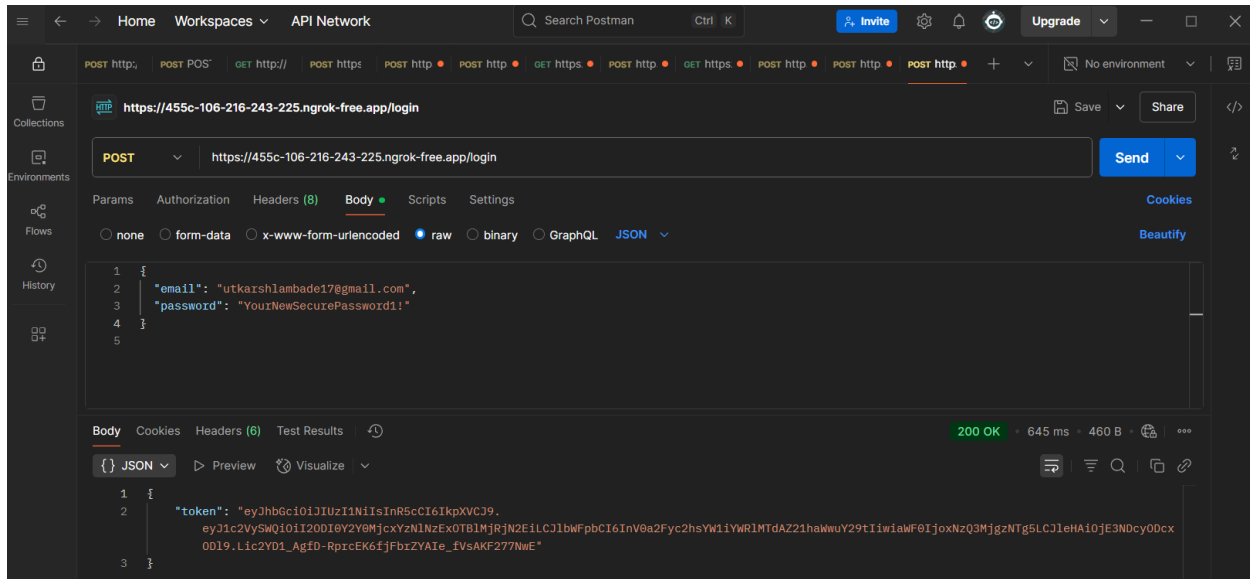 Home Workspaces API Network Search Postman Ctrl K Invite Upgrade
POST http:, POST POS GET http:// POST https POST http POST http GET https. POST http GET https. POST http. POST http. POST http. No environment
HTTP https://455c-106-216-243-225.ngrok-free.app/login Save Share
Collections
POST https://455c-106-216-243-225.ngrok-free.app/login Send
Environments
Params Authorization Headers (8) Body Scripts Settings Cookies
Flows
none form-data x-www-form-urlencoded raw binary GraphQL JSON Beautify
History
1 {
2 "email": "utkarshlambade17@gmail.com",
3 "password": "YourNewSecurePassword1!"
4 }
5
Body Cookies Headers (6) Test Results 200 OK 645 ms 460 B
{} JSON Preview Visualize
1 {
2 "token": "eyJhbGciOiJIUzI1NiIsInR5cCI6IkpXVCJ9.
eyJ1c2VySWQiOiI2ODI0Y2Y0MjcxYzNlNzExOTBlMjRjN2EiLCJlbWFpbCI6InV0a2Fyc2hsYW1iYWRlMTdAZ21haWwuY29tIiwiaWF0IjoxNzQ3MjgzNTg5LCJleHAiOjE3NDcyODcx
ODl9.Lic2YD1_AgfD-RprcEK6fjFbrZYAIe_fVsAKF277NwE"
3 }